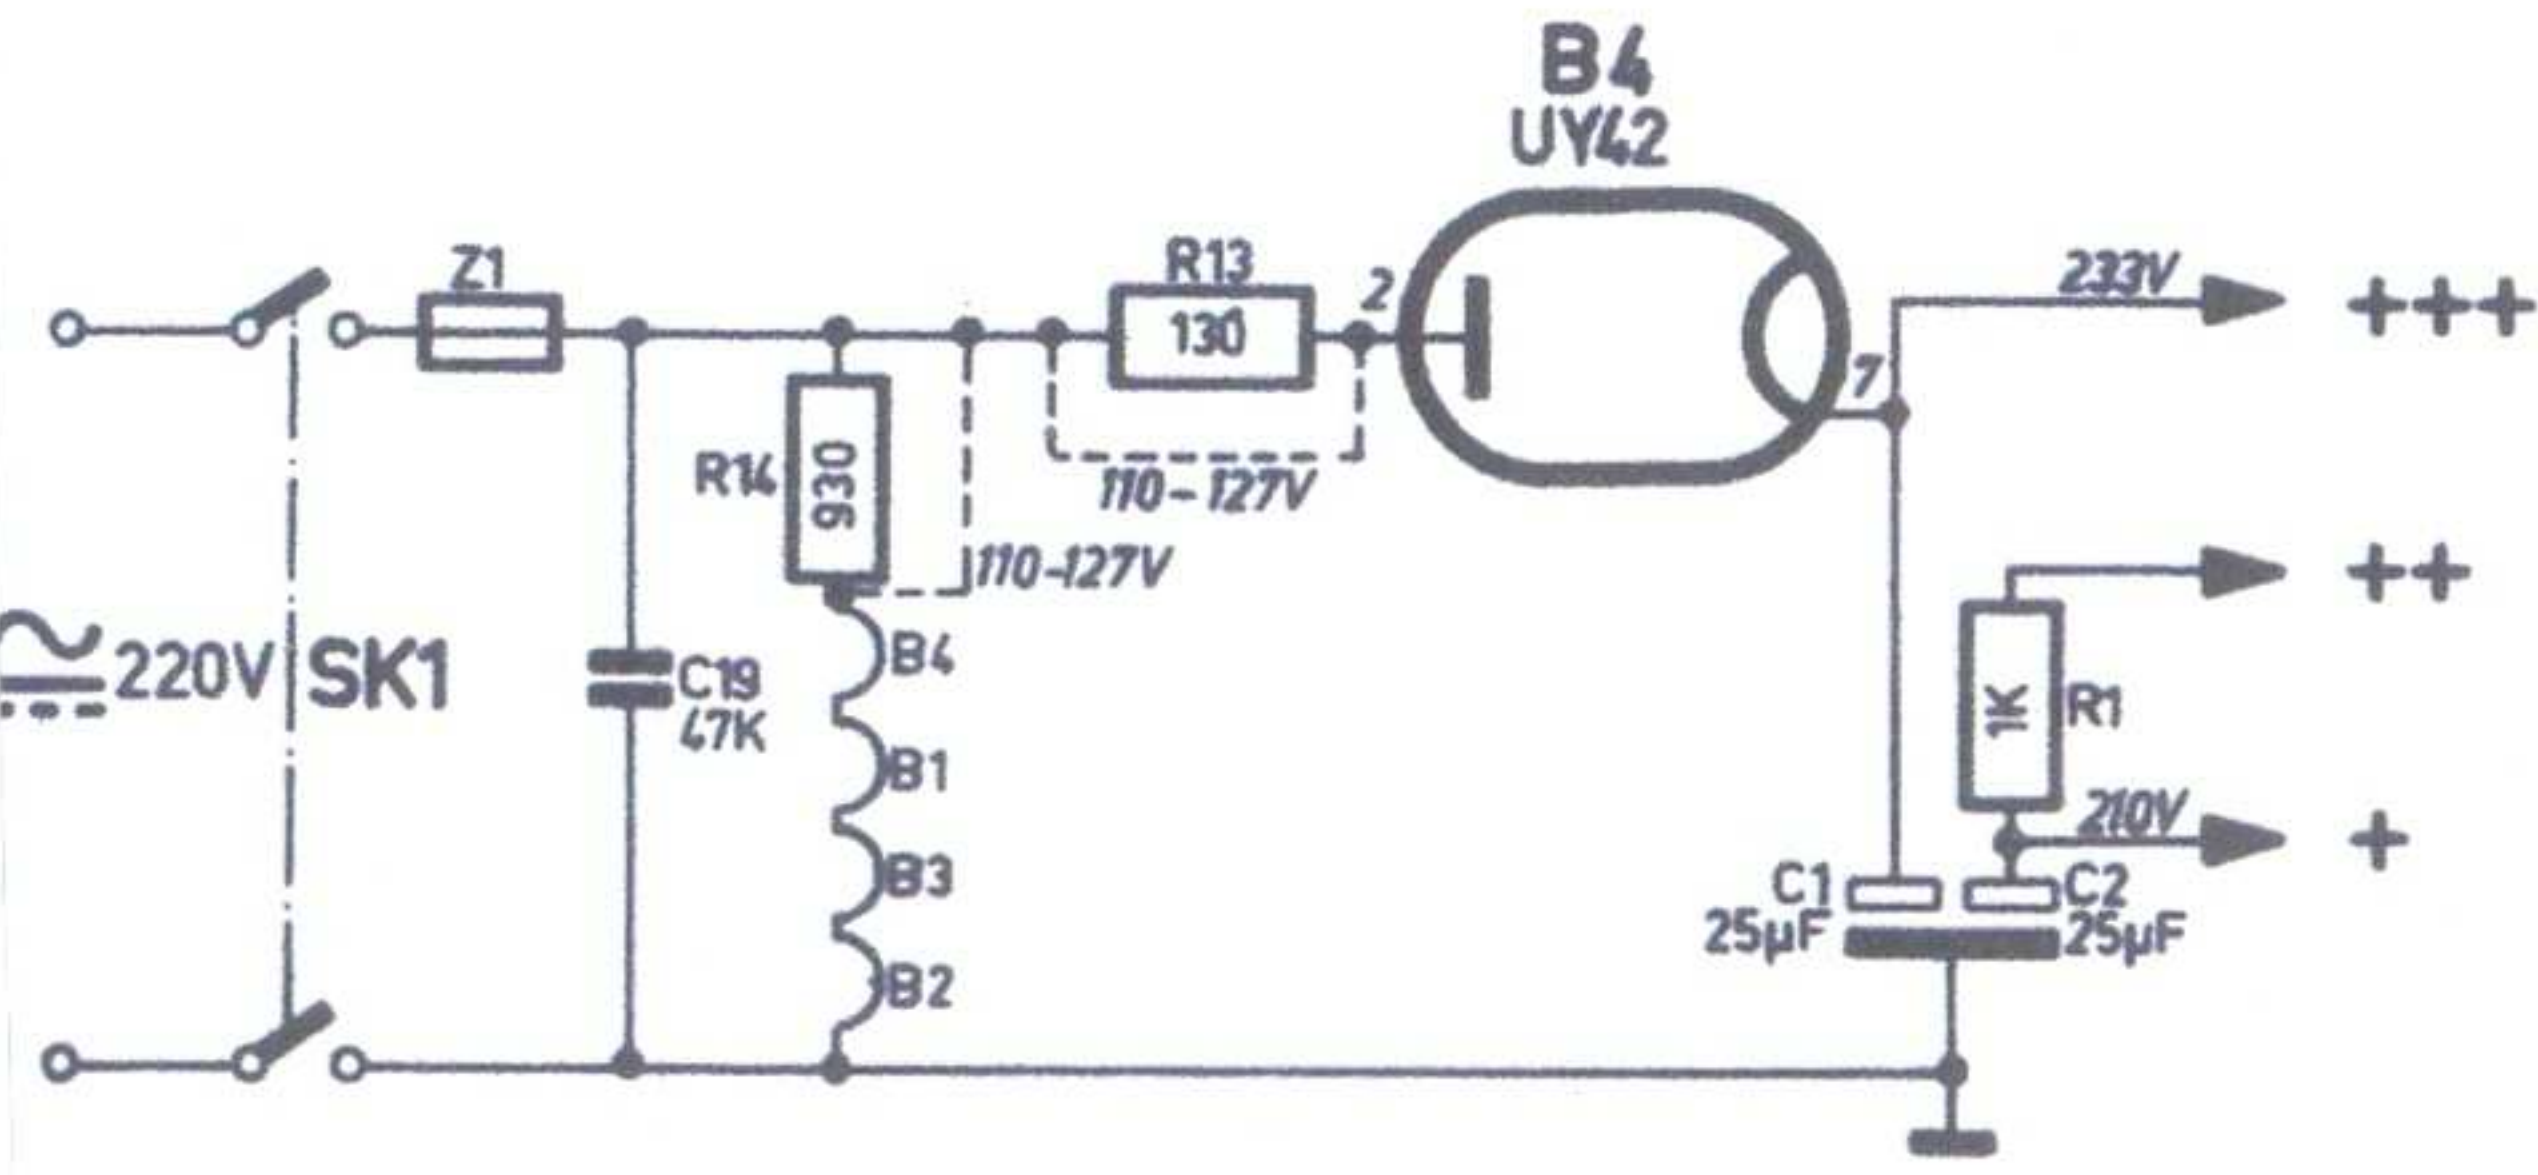 B4
UY42
Z1
R13
130
2
7
233V
+++
R14
930
110-127V
110-127V
++
220V
SK1
C19
47K
B4
B1
B3
B2
1K
R1
210V
+
C1
25µF
C2
25µF